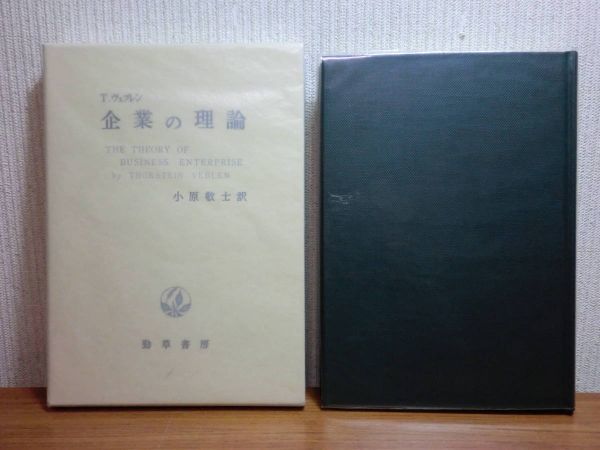 T.ヴェブレン
企業の理論
THE THEORY OF
BUSINESS ENTERPRISE
by THORSTEIN VEBLEN
小原敬士訳
勁草書房